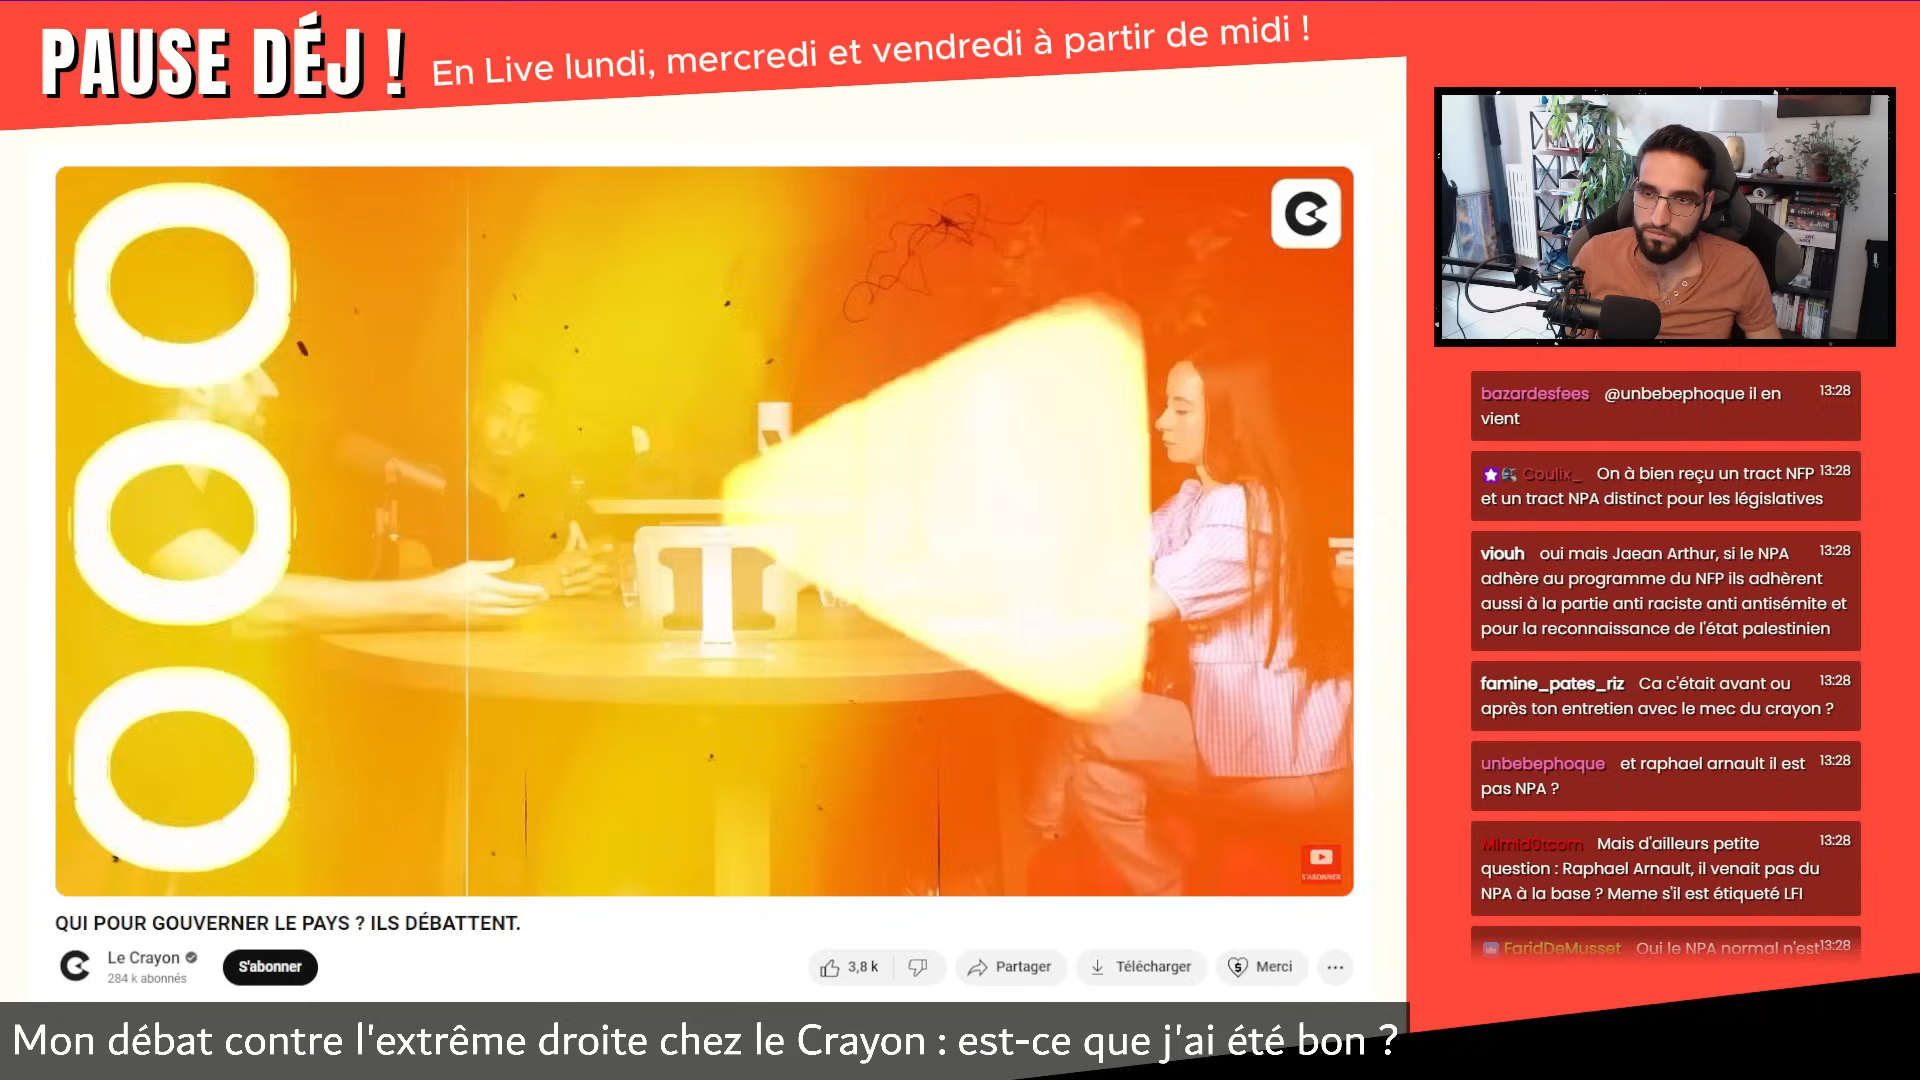 PAUSE DÉJ !
En Live lundi, mercredi et vendredi à partir de midi !
S'ABONNER
QUI POUR GOUVERNER LE PAYS ? ILS DÉBATTENT.
Le Crayon
284 k abonnés
S'abonner
3,8 k
Partager
Télécharger
Merci
bazardesfees @unbebephoque il en 13:28
vient
Coulix_ On à bien reçu un tract NFP 13:28
et un tract NPA distinct pour les législatives
viouh oui mais Jaean Arthur, si le NPA 13:28
adhère au programme du NFP ils adhèrent
aussi à la partie anti raciste anti antisémite et
pour la reconnaissance de l'état palestinien
famine_pates_riz Ca c'était avant ou 13:28
après ton entretien avec le mec du crayon ?
unbebephoque et raphael arnault il est 13:28
pas NPA ?
Mimid0tcom Mais d'ailleurs petite 13:28
question : Raphael Arnault, il venait pas du
NPA à la base ? Meme s'il est étiqueté LFI
FaridDeMusset Oui le NPA normal n'est 13:28
Mon débat contre l'extrême droite chez le Crayon : est-ce que j'ai été bon ?